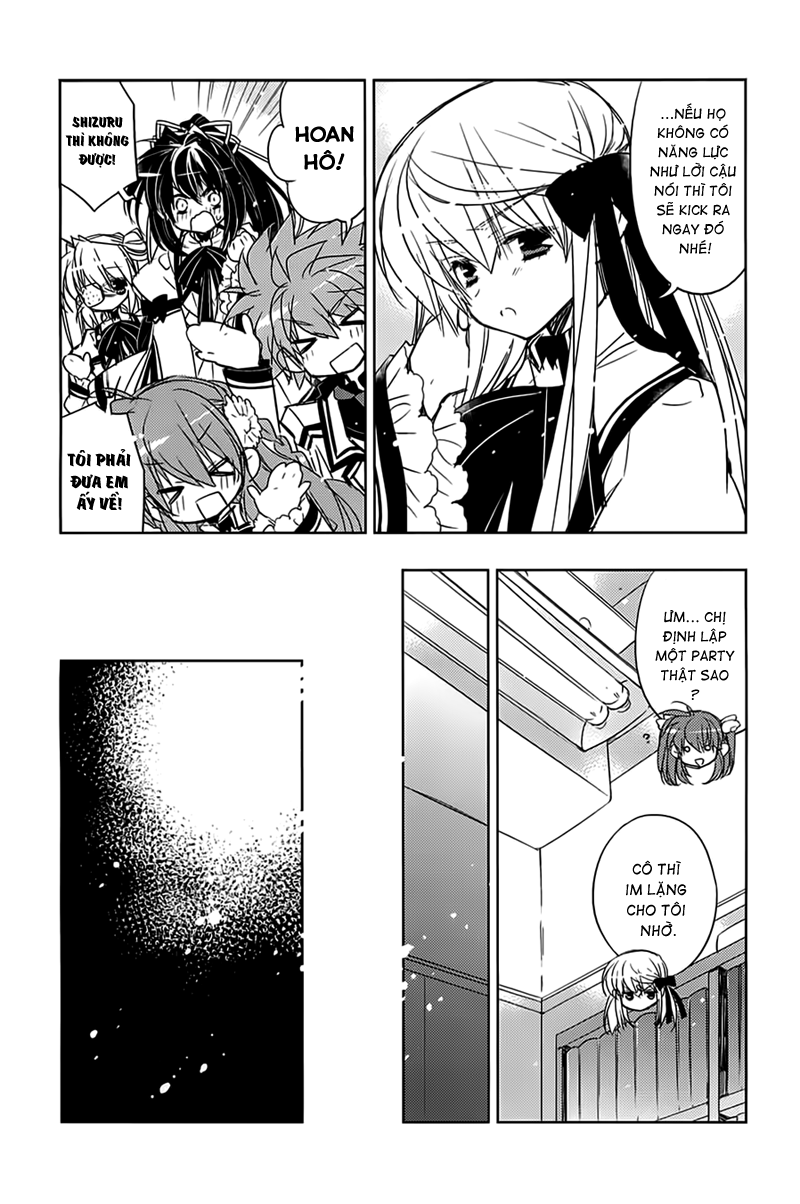 ...NẾU HỌ
KHÔNG CÓ
NĂNG LỰC
NHƯ LỜI CẬU
NÓI THÌ TÔI
SẼ KICK RA
NGAY ĐÓ
NHÉ!
HOAN
HÔ!
SHIZURU
THÌ KHÔNG
ĐƯỢC!
TÔI PHẢI
ĐƯA EM
ẤY VỀ!
ƯM... CHỊ
ĐỊNH LẬP
MỘT PARTY
THẬT SAO
?
?
CÔ THÌ
IM LẶNG
CHO TÔI
NHỜ.